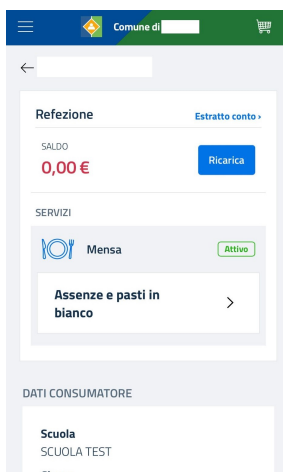 Comune di
Refezione
Estratto conto ›
SALDO
0,00 €
Ricarica
SERVIZI
Mensa
Attivo
Assenze e pasti in
bianco
DATI CONSUMATORE
Scuola
SCUOLA TEST